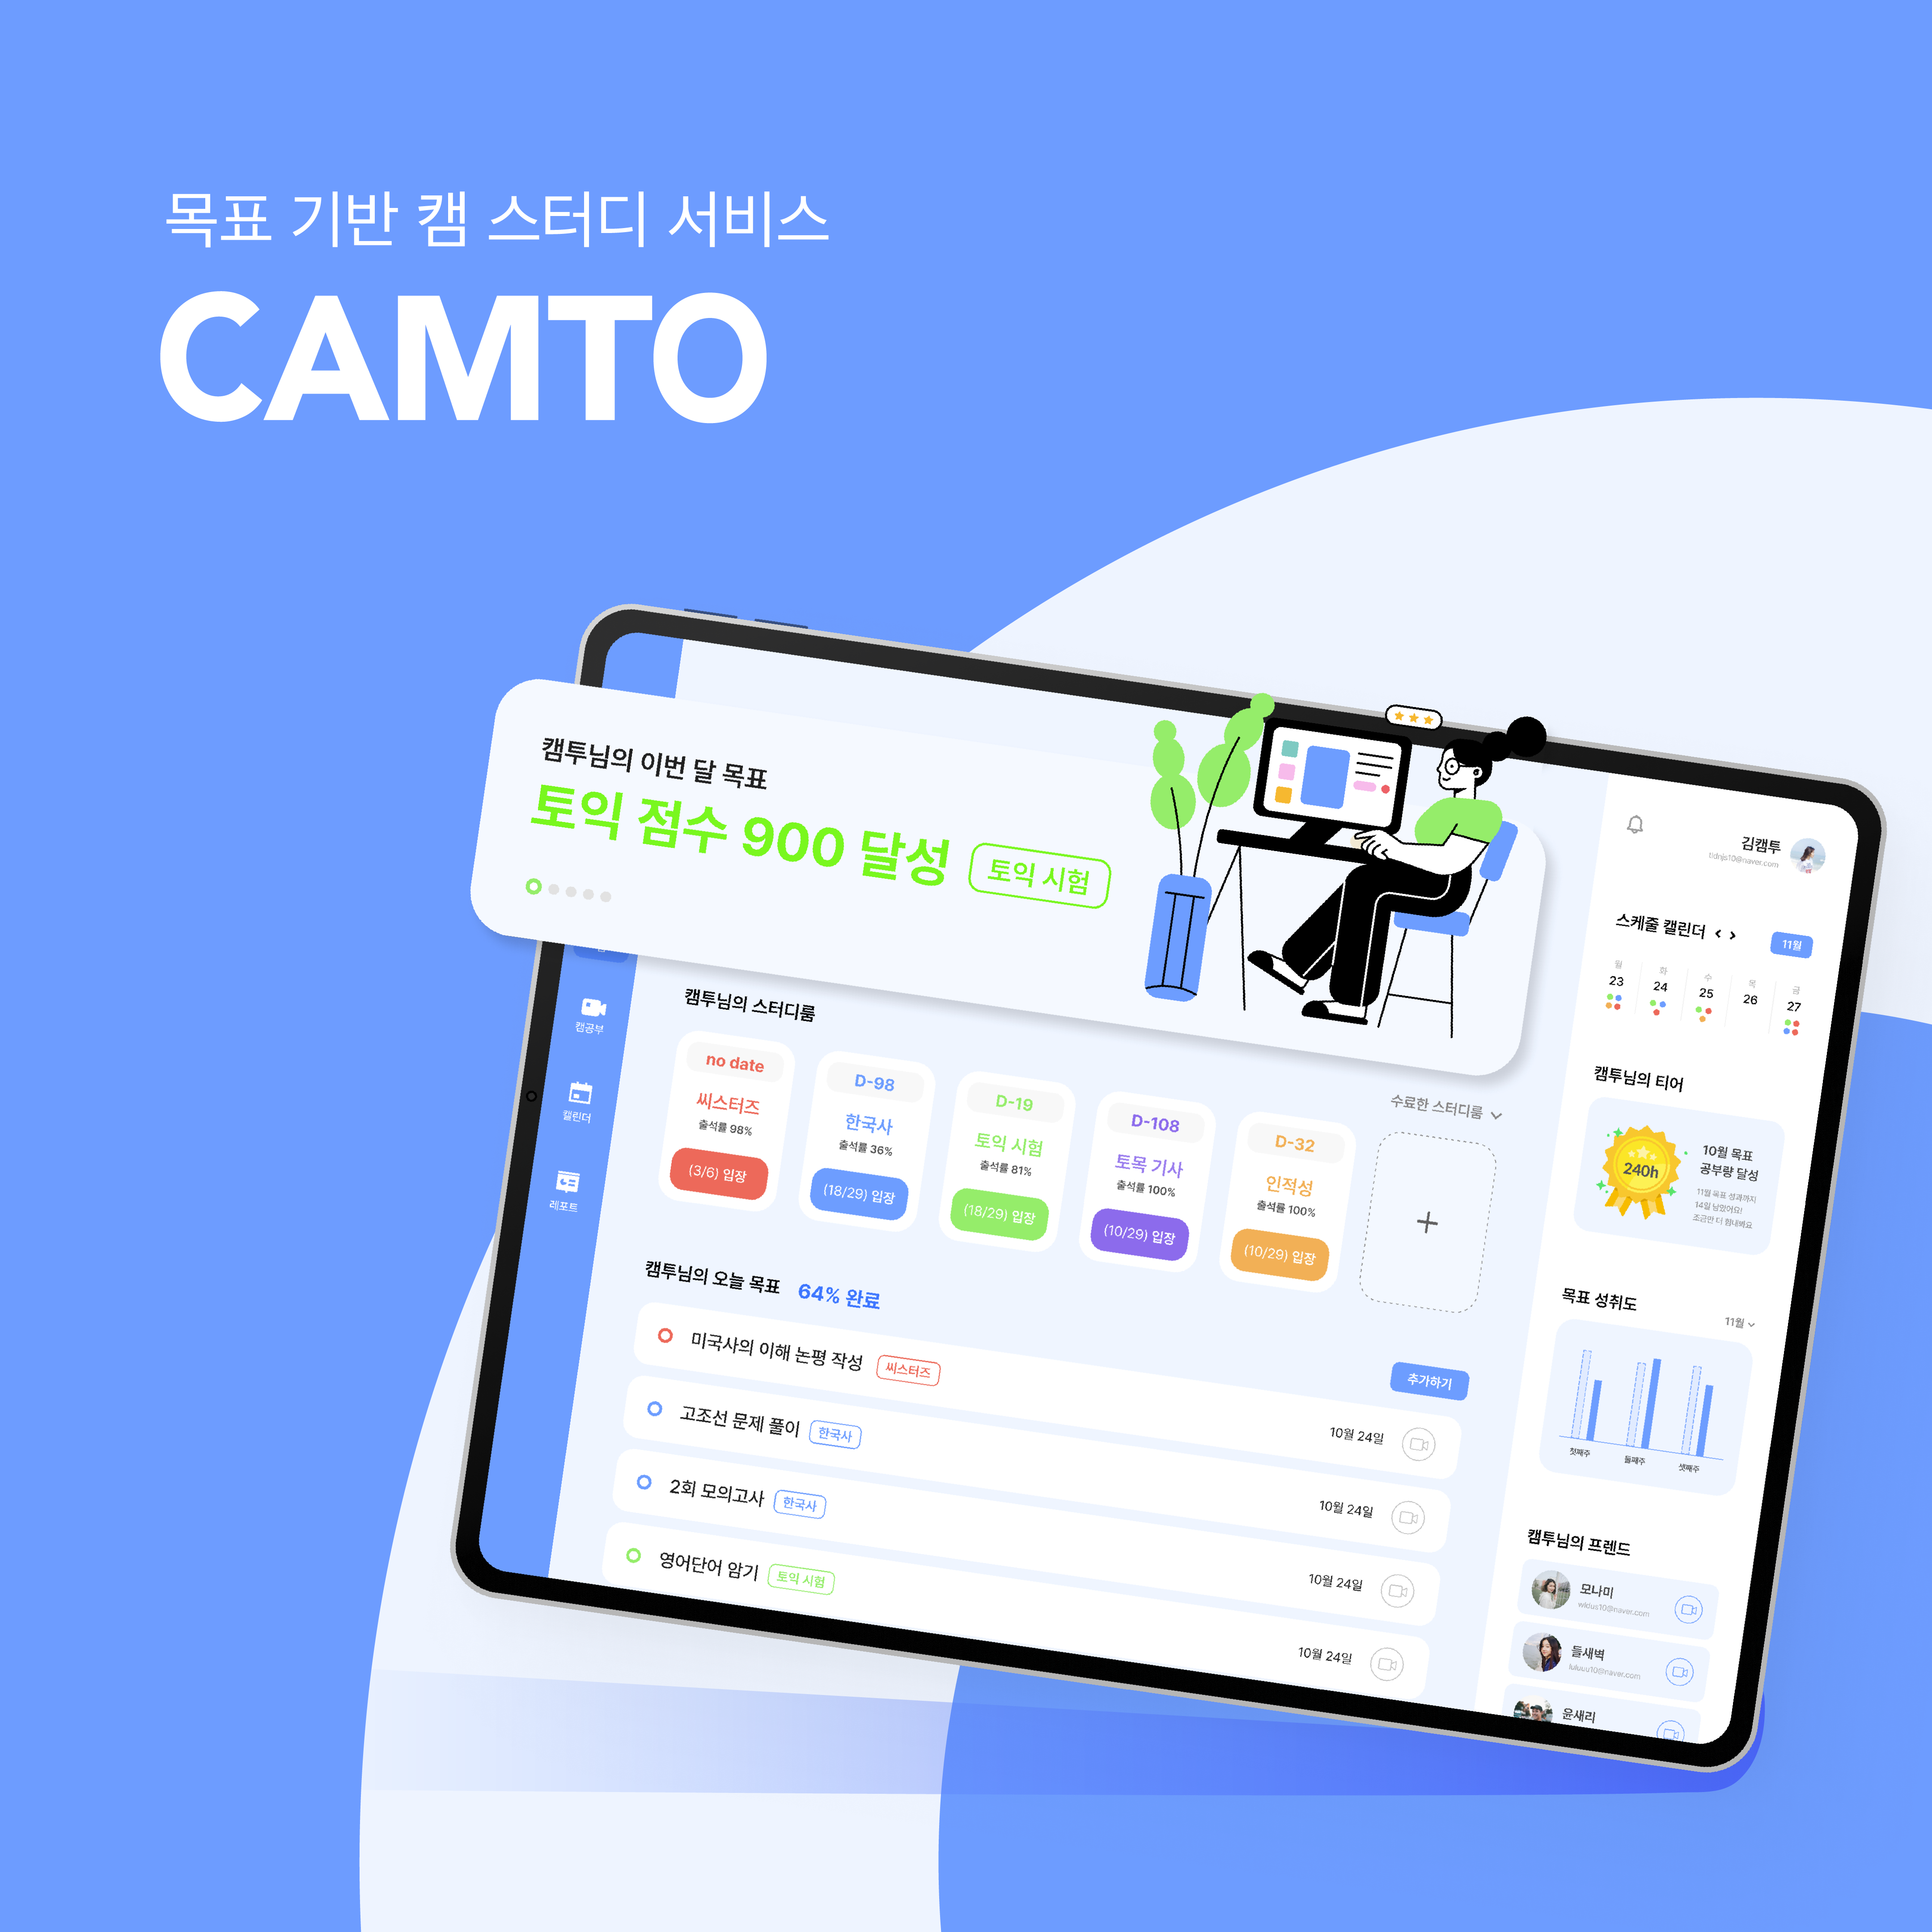 목표 기반 캠 스터디 서비스
CAMTO
캠투님의 이번 달 목표
토익 점수 900 달성 토익 시험
캠공부
캘린더
레포트
캠투님의 스터디룸
수료한 스터디룸
no date
씨스터즈
출석률 98%
(3/6) 입장
D-98
한국사
출석률 36%
(18/29) 입장
D-19
토익 시험
출석률 81%
(18/29) 입장
D-108
토목 기사
출석률 100%
(10/29) 입장
D-32
인적성
출석률 100%
(10/29) 입장
+
캠투님의 오늘 목표 64% 완료
추가하기
미국사의 이해 논평 작성 씨스터즈 10월 24일
고조선 문제 풀이 한국사 10월 24일
2회 모의고사 한국사 10월 24일
영어단어 암기 토익 시험 10월 24일
김캠투
tidnjs10@naver.com
스케줄 캘린더 < > 11월
월 화 수 목 금
23 24 25 26 27
캠투님의 티어
240h
10월 목표
공부량 달성
11월 목표 성과까지
14일 남았어요!
조금만 더 힘내봐요
목표 성취도
11월
첫째주 둘째주 셋째주
캠투님의 프렌드
모나미
wldus10@naver.com
들새벽
luluuu10@naver.com
윤새리